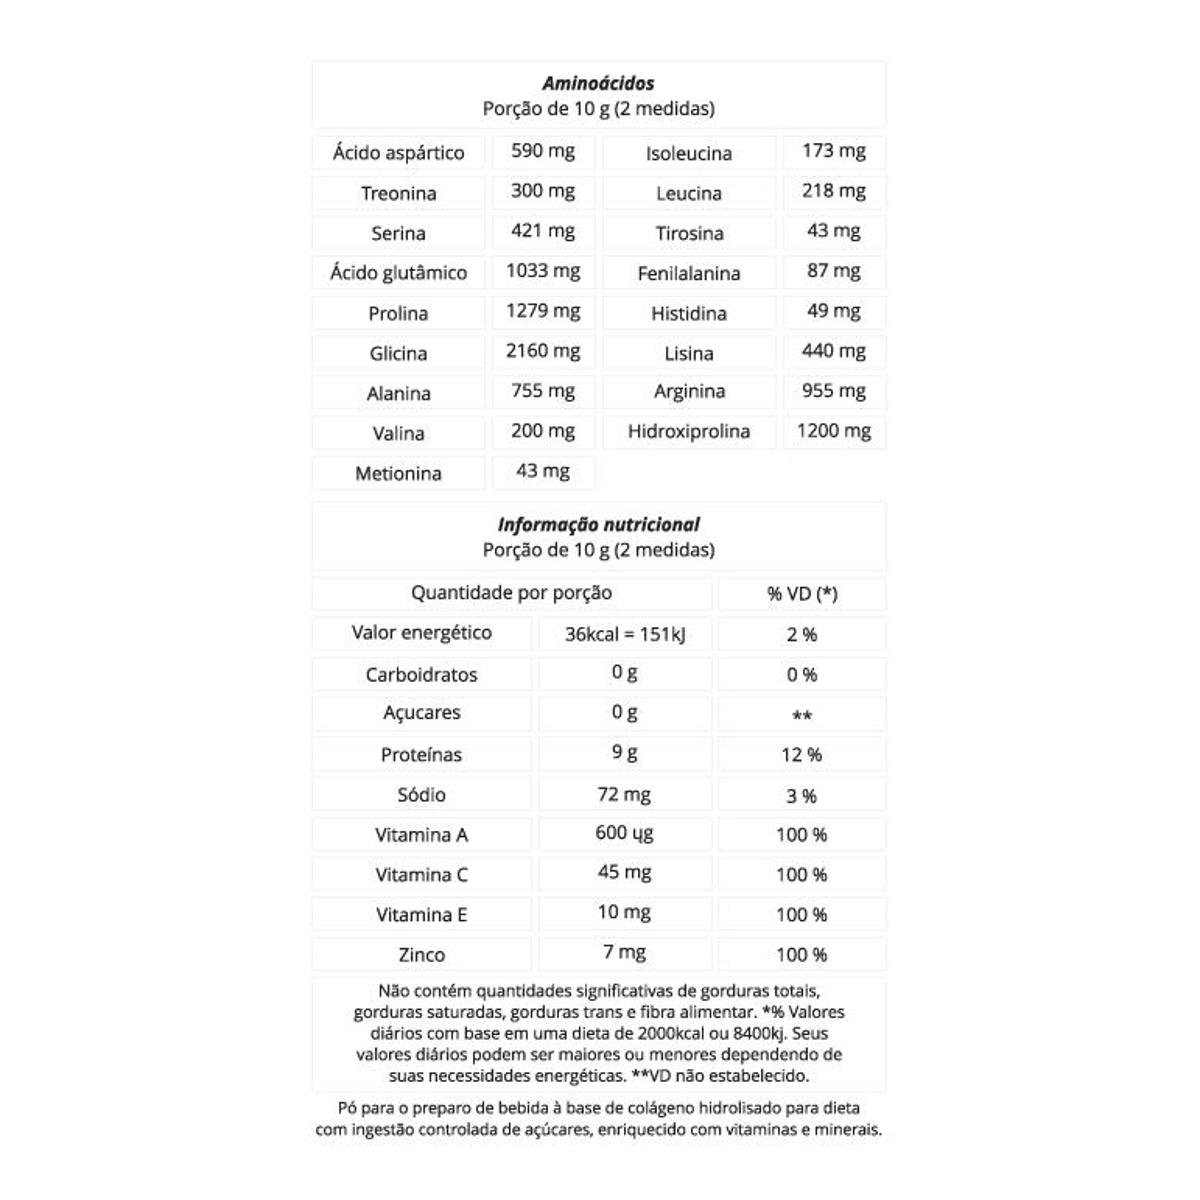 Aminoácidos
Porção de 10 g (2 medidas)
Ácido aspártico 590 mg Isoleucina 173 mg
Treonina 300 mg Leucina 218 mg
Serina 421 mg Tirosina 43 mg
Ácido glutâmico 1033 mg Fenilalanina 87 mg
Prolina 1279 mg Histidina 49 mg
Glicina 2160 mg Lisina 440 mg
Alanina 755 mg Arginina 955 mg
Valina 200 mg Hidroxiprolina 1200 mg
Metionina 43 mg
Informação nutricional
Porção de 10 g (2 medidas)
Quantidade por porção % VD (*)
Valor energético 36kcal = 151kJ 2 %
Carboidratos 0 g 0 %
Açucares 0 g **
Proteínas 9 g 12 %
Sódio 72 mg 3 %
Vitamina A 600 ɥg 100 %
Vitamina C 45 mg 100 %
Vitamina E 10 mg 100 %
Zinco 7 mg 100 %
Não contém quantidades significativas de gorduras totais,
gorduras saturadas, gorduras trans e fibra alimentar. *% Valores
diários com base em uma dieta de 2000kcal ou 8400kj. Seus
valores diários podem ser maiores ou menores dependendo de
suas necessidades energéticas. **VD não estabelecido.
Pó para o preparo de bebida à base de colágeno hidrolisado para dieta
com ingestão controlada de açúcares, enriquecido com vitaminas e minerais.